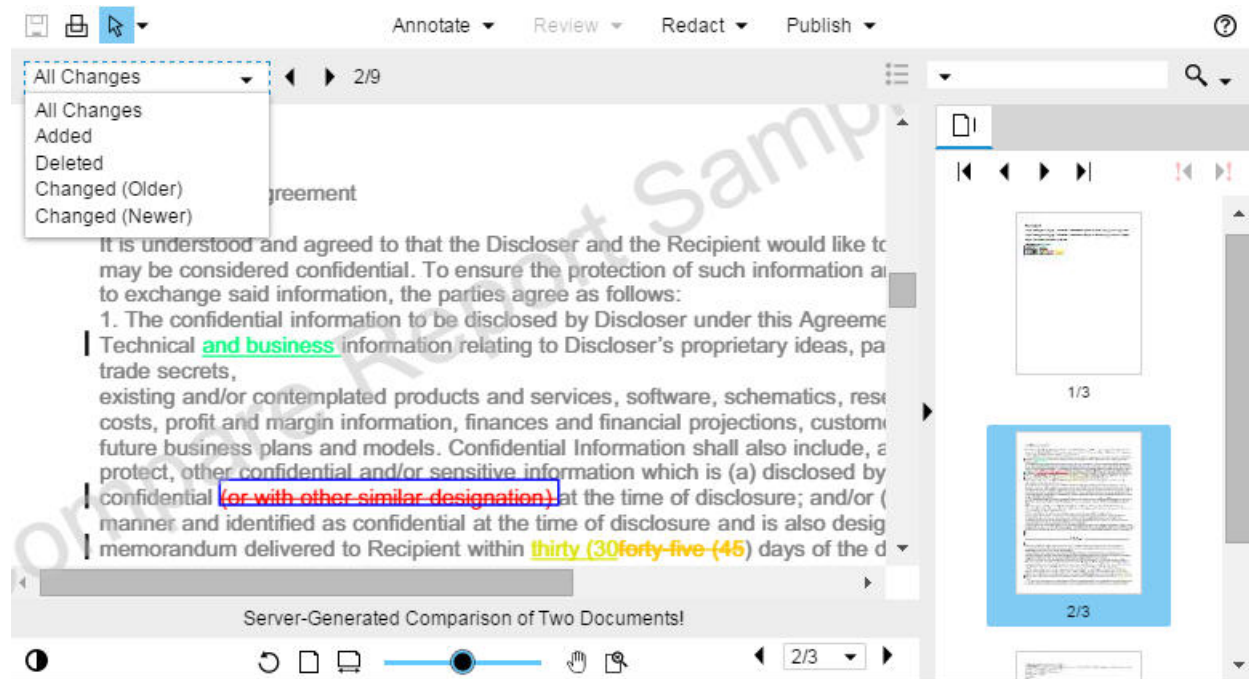 Annotate Review Redact Publish
All Changes 2/9
All Changes
Added
Deleted
Changed (Older)
Changed (Newer)
greement
It is understood and agreed to that the Discloser and the Recipient would like to
may be considered confidential. To ensure the protection of such information a
to exchange said information, the parties agree as follows:
1. The confidential information to be disclosed by Discloser under this Agreeme
Technical and business information relating to Discloser's proprietary ideas, pa
trade secrets,
existing and/or contemplated products and services, software, schematics, rese
costs, profit and margin information, finances and financial projections, custom
future business plans and models. Confidential Information shall also include, a
protect, other confidential and/or sensitive information which is (a) disclosed by
confidential (or with other similar designation) at the time of disclosure; and/or (
manner and identified as confidential at the time of disclosure and is also desig
memorandum delivered to Recipient within thirty (30forty-five (45) days of the d
ompare Report Sampl
Server-Generated Comparison of Two Documents!
2/3
1/3
2/3